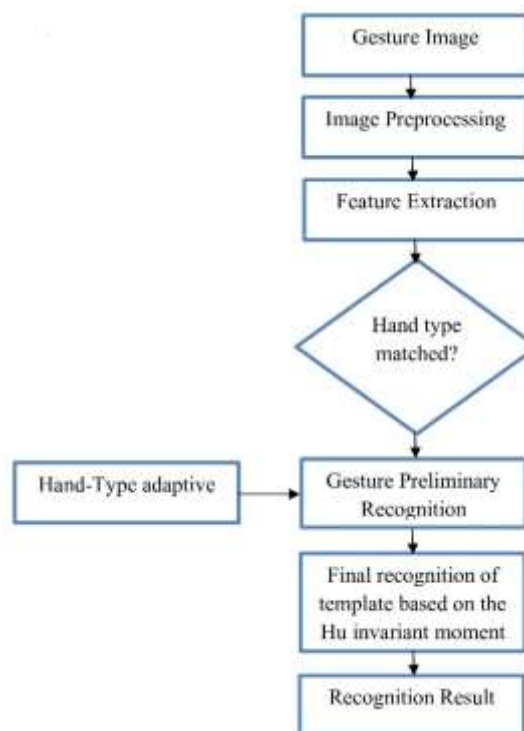 Gesture Image
Image Preprocessing
Feature Extraction
Hand type
matched?
Hand-Type adaptive
Gesture Preliminary
Recognition
Final recognition of
template based on the
Hu invariant moment
Recognition Result